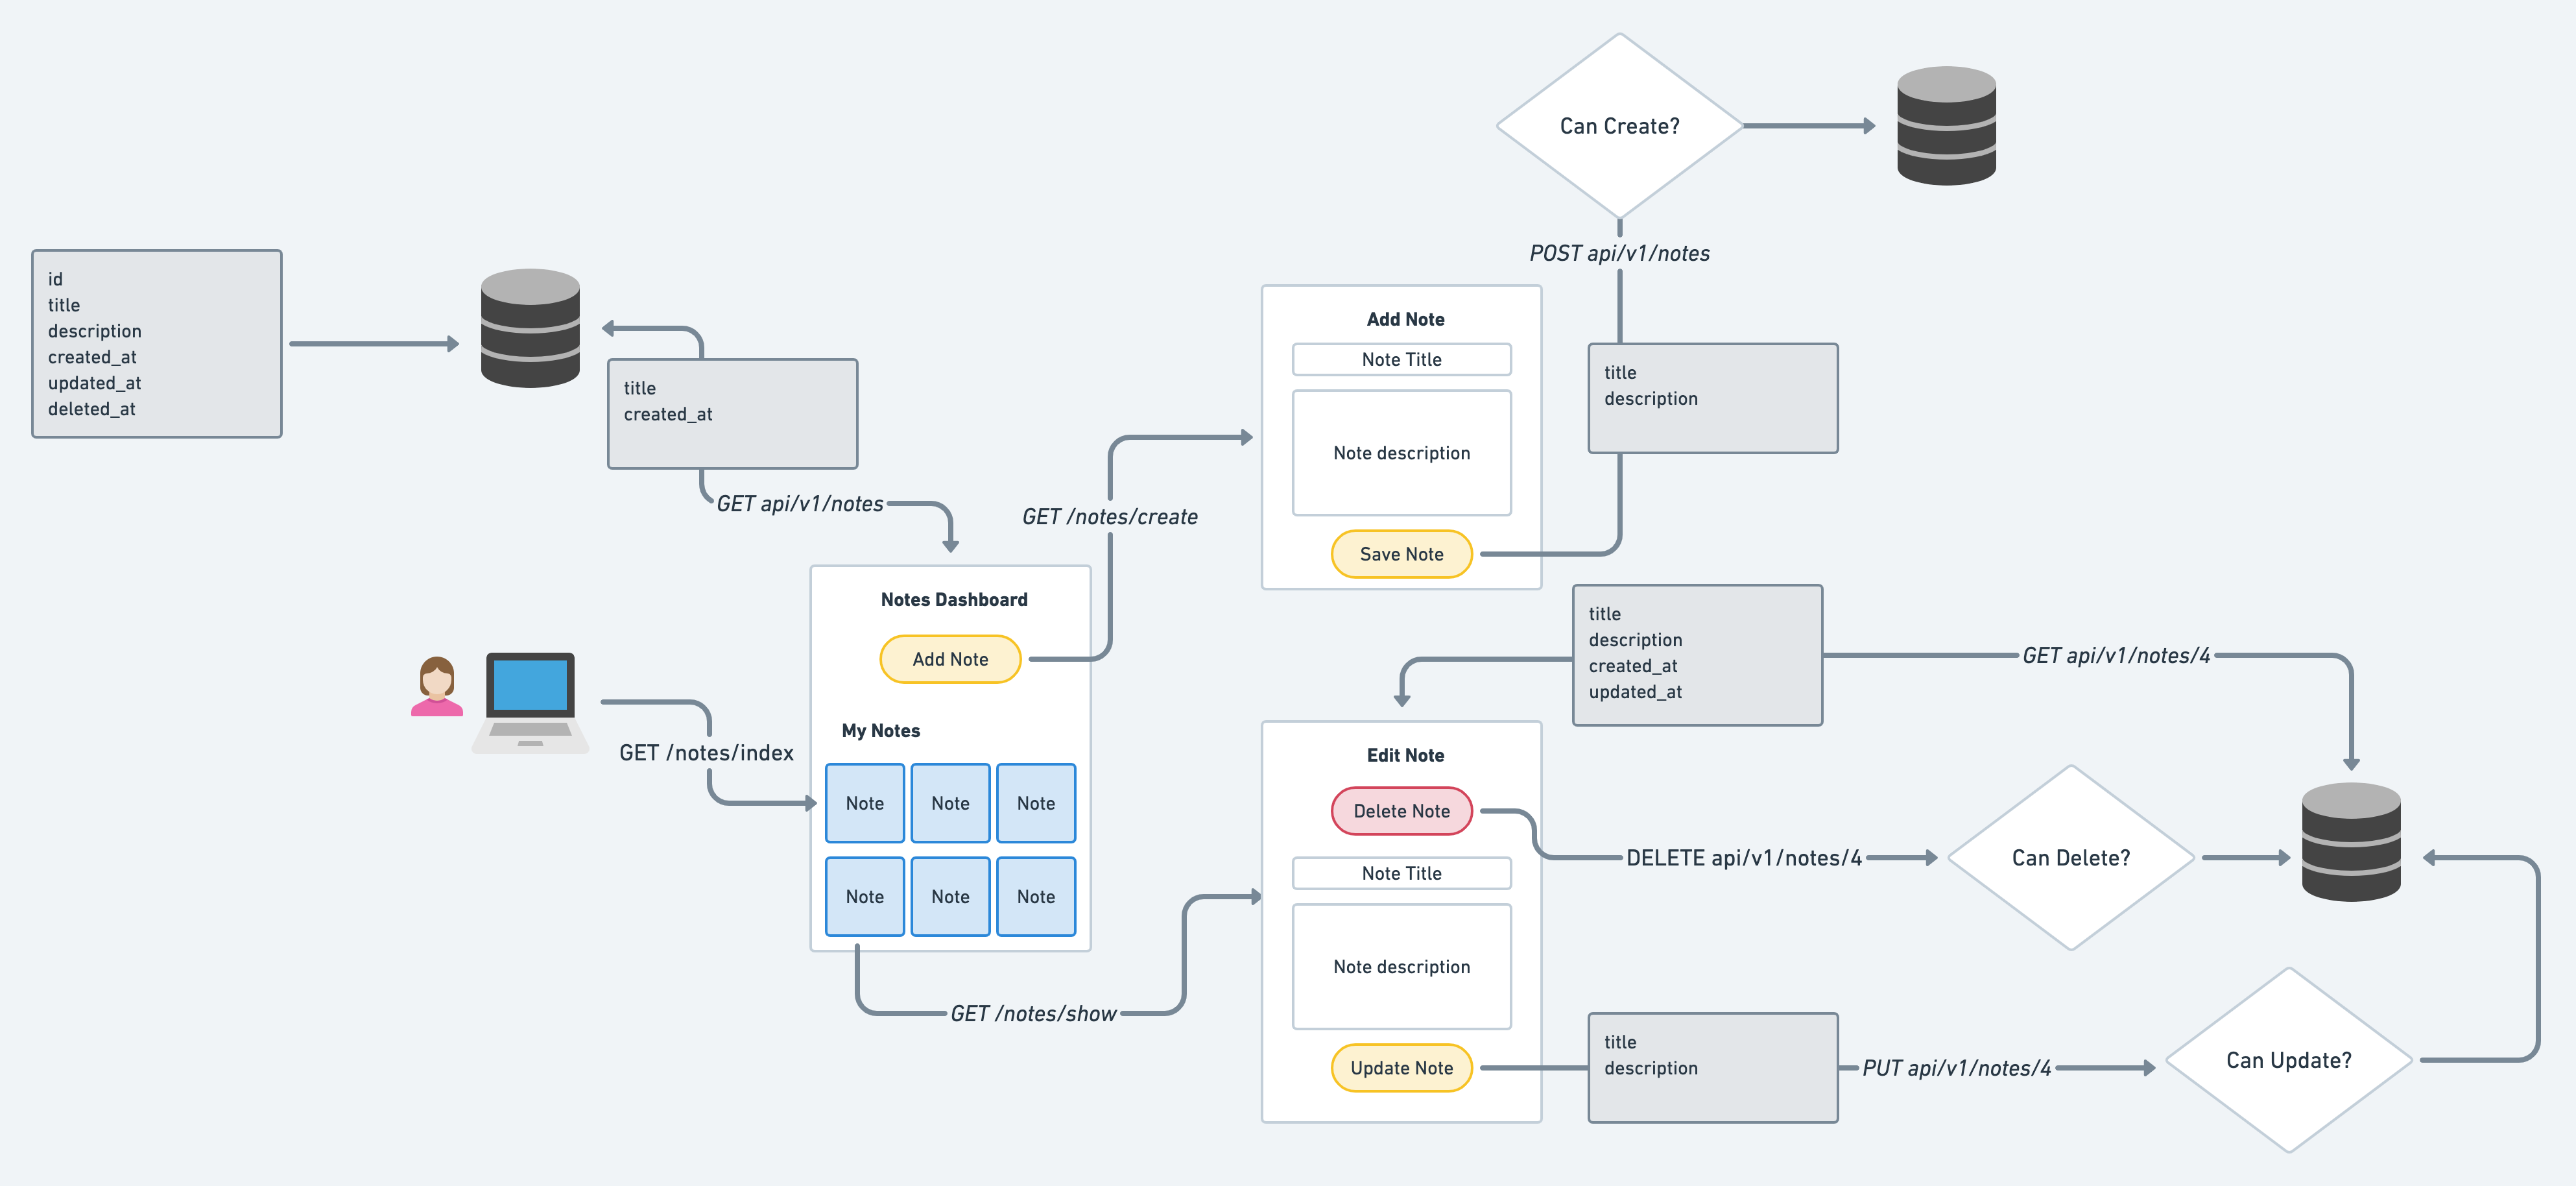 Can Create?
POST api/v1/notes
id
title
description
created_at
updated_at
deleted_at
title
created_at
GET api/v1/notes
GET /notes/create
Add Note
Note Title
Note description
Save Note
title
description
Notes Dashboard
Add Note
My Notes
Note
Note
Note
Note
Note
Note
GET /notes/index
GET /notes/show
title
description
created_at
updated_at
GET api/v1/notes/4
Edit Note
Delete Note
Note Title
Note description
Update Note
DELETE api/v1/notes/4
Can Delete?
title
description
PUT api/v1/notes/4
Can Update?